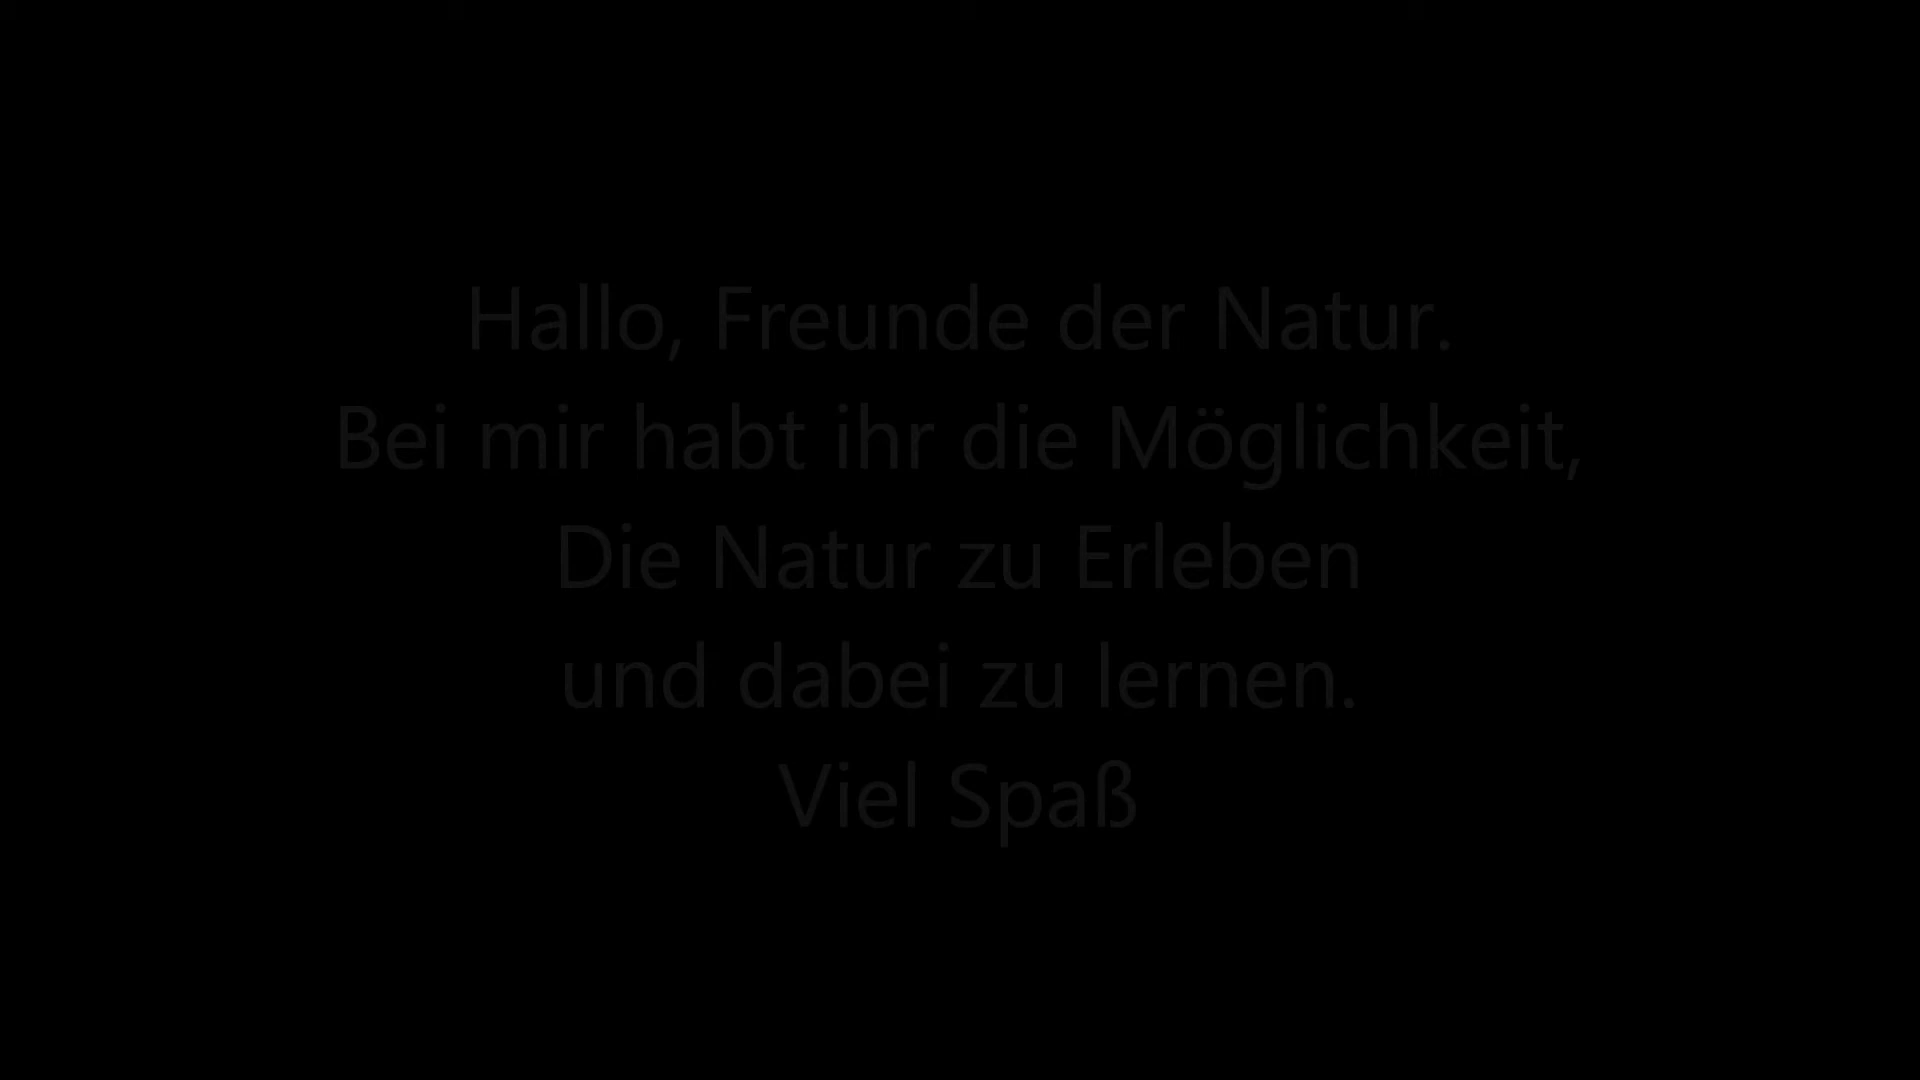 Hallo, Freunde der Natur.
Bei mir habt ihr die Möglichkeit,
Die Natur zu Erleben
und dabei zu lernen.
Viel Spaß